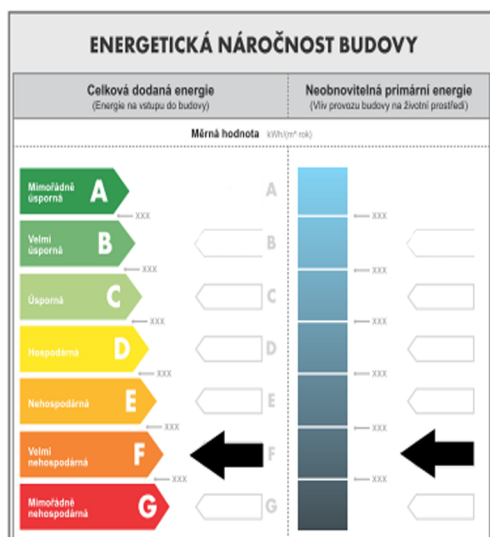 ENERGETICKÁ NÁROČNOST BUDOVY
Celková dodaná energie
(Energie na vstupu do budovy)
Neobnovitelná primární energie
(Vliv provozu budovy na životní prostředí)
Měrná hodnota kWh/(m²·rok)
Mimořádně
úsporná
A
A
XXX
XXX
Velmi
úsporná
B
B
XXX
XXX
Úsporná
C
C
XXX
XXX
Hospodárná
D
D
XXX
XXX
Nehospodárná
E
E
XXX
XXX
Velmi
nehospodárná
F
F
XXX
XXX
Mimořádně
nehospodárná
G
G